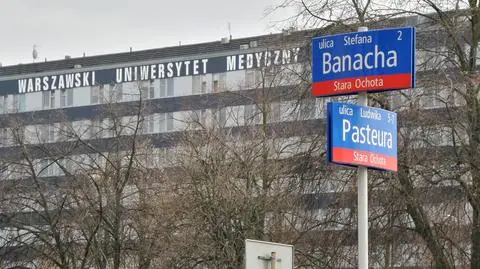 WARSZAWSKI UNIWERSYTET MEDYCZNY
ulica Stefana 2
Banacha
Stara Ochota
ulica Ludwika
Pasteura
Stara Ochota